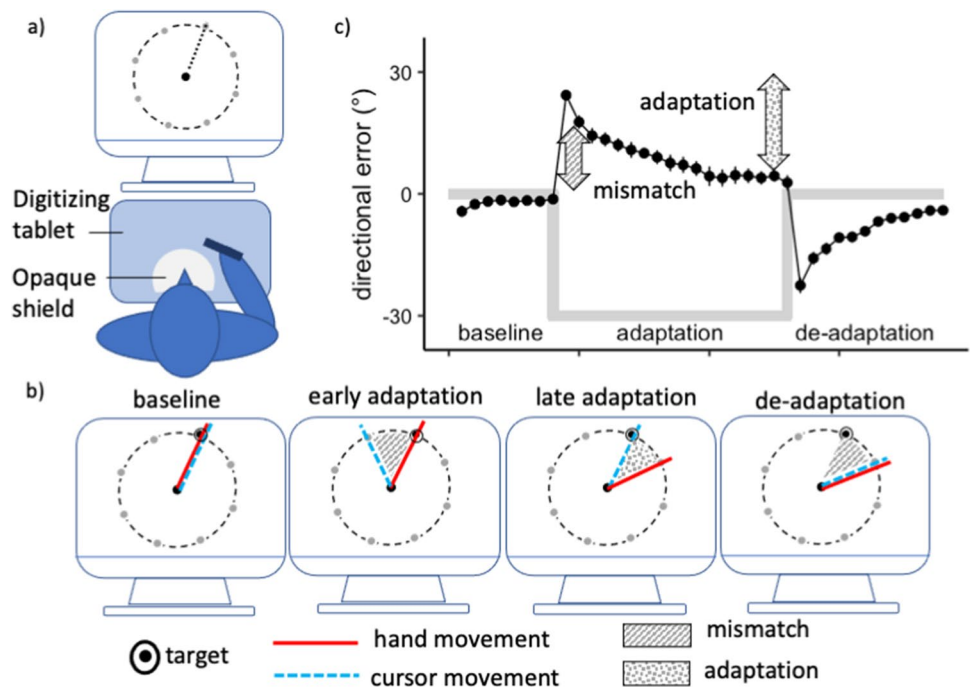 a)
Digitizing
tablet
Opaque
shield
c)
directional error (°)
30
0
-30
adaptation
mismatch
baseline
adaptation
de-adaptation
b)
baseline
early adaptation
late adaptation
de-adaptation
target
hand movement
cursor movement
mismatch
adaptation